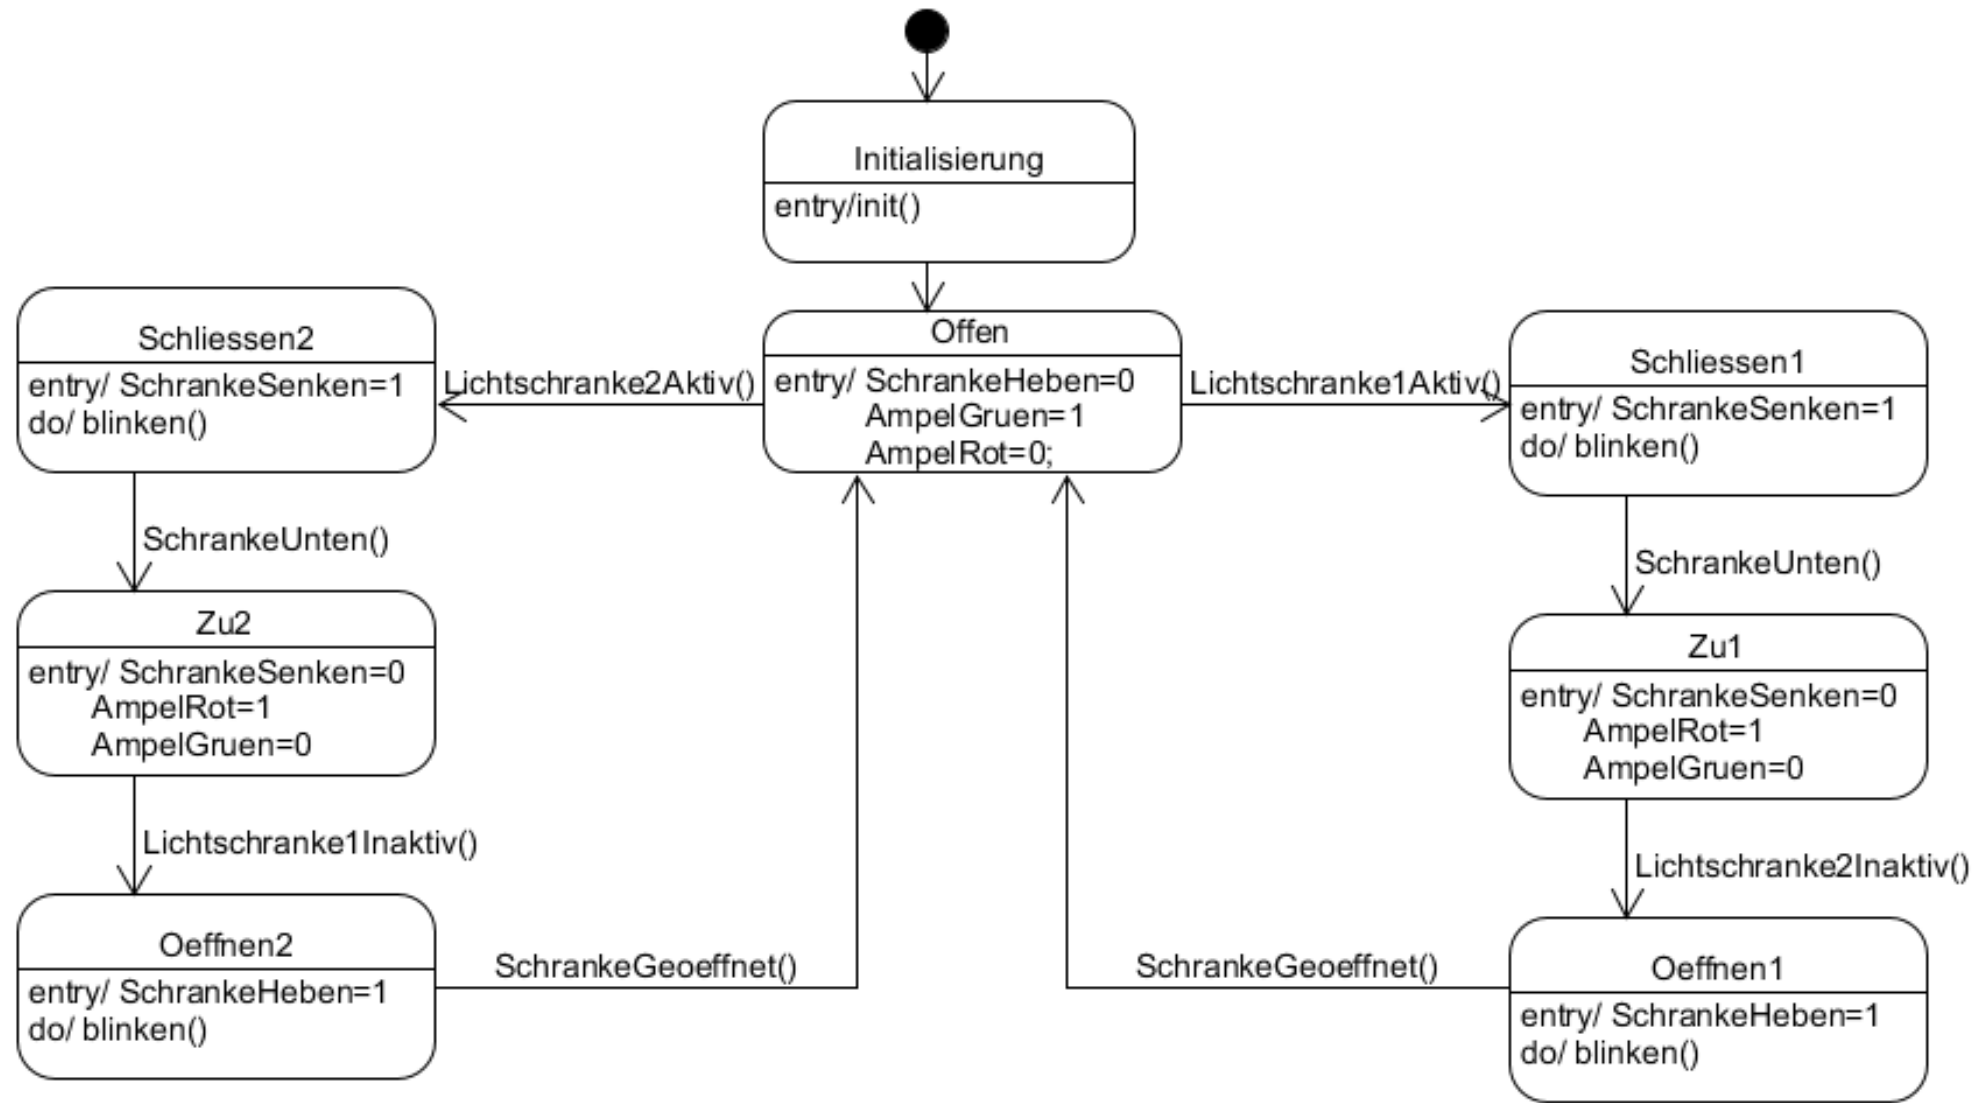 Initialisierung
entry/init()
Offen
entry/ SchrankeHeben=0
AmpelGruen=1
AmpelRot=0;
Lichtschranke2Aktiv()
Schliessen2
entry/ SchrankeSenken=1
do/ blinken()
SchrankeUnten()
Zu2
entry/ SchrankeSenken=0
AmpelRot=1
AmpelGruen=0
Lichtschranke1Inaktiv()
Oeffnen2
entry/ SchrankeHeben=1
do/ blinken()
SchrankeGeoeffnet()
Lichtschranke1Aktiv()
Schliessen1
entry/ SchrankeSenken=1
do/ blinken()
SchrankeUnten()
Zu1
entry/ SchrankeSenken=0
AmpelRot=1
AmpelGruen=0
Lichtschranke2Inaktiv()
Oeffnen1
entry/ SchrankeHeben=1
do/ blinken()
SchrankeGeoeffnet()